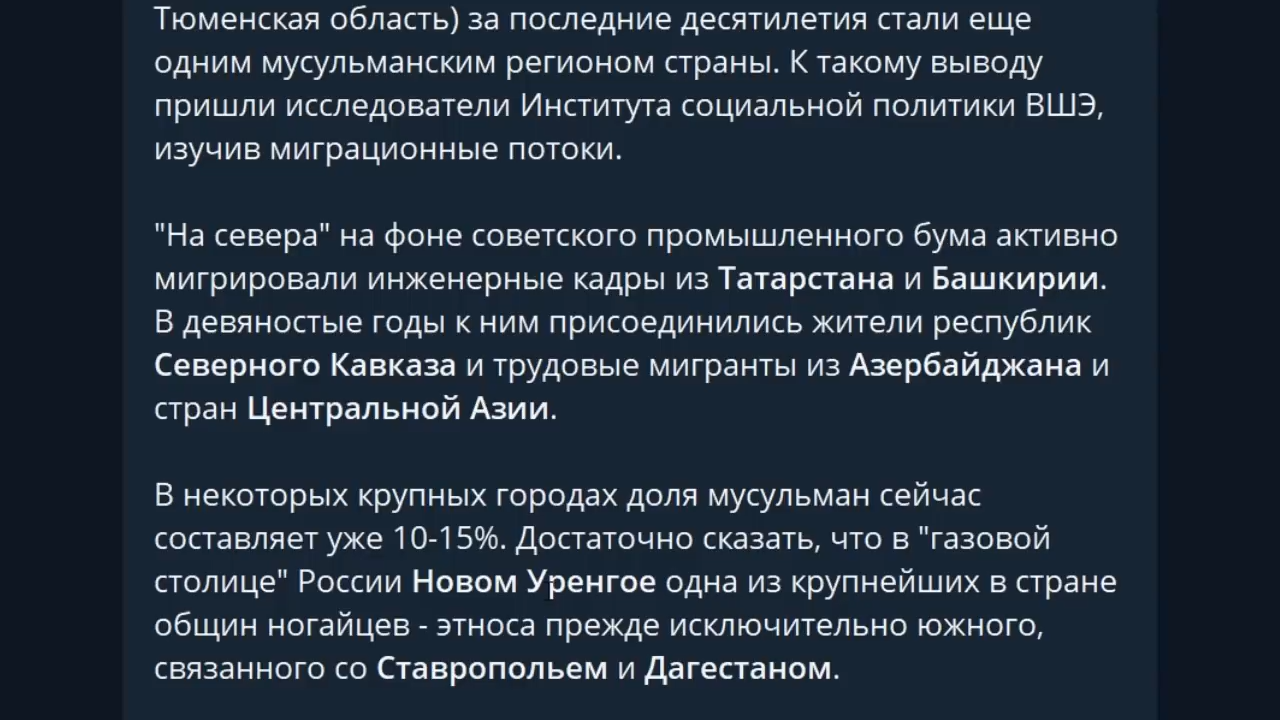 Тюменская область) за последние десятилетия стали еще
одним мусульманским регионом страны. К такому выводу
пришли исследователи Института социальной политики ВШЭ,
изучив миграционные потоки.
"На севера" на фоне советского промышленного бума активно
мигрировали инженерные кадры из Татарстана и Башкирии.
В девяностые годы к ним присоединились жители республик
Северного Кавказа и трудовые мигранты из Азербайджана и
стран Центральной Азии.
В некоторых крупных городах доля мусульман сейчас
составляет уже 10-15%. Достаточно сказать, что в "газовой
столице" России Новом Уренгое одна из крупнейших в стране
общин ногайцев - этноса прежде исключительно южного,
связанного со Ставропольем и Дагестаном.